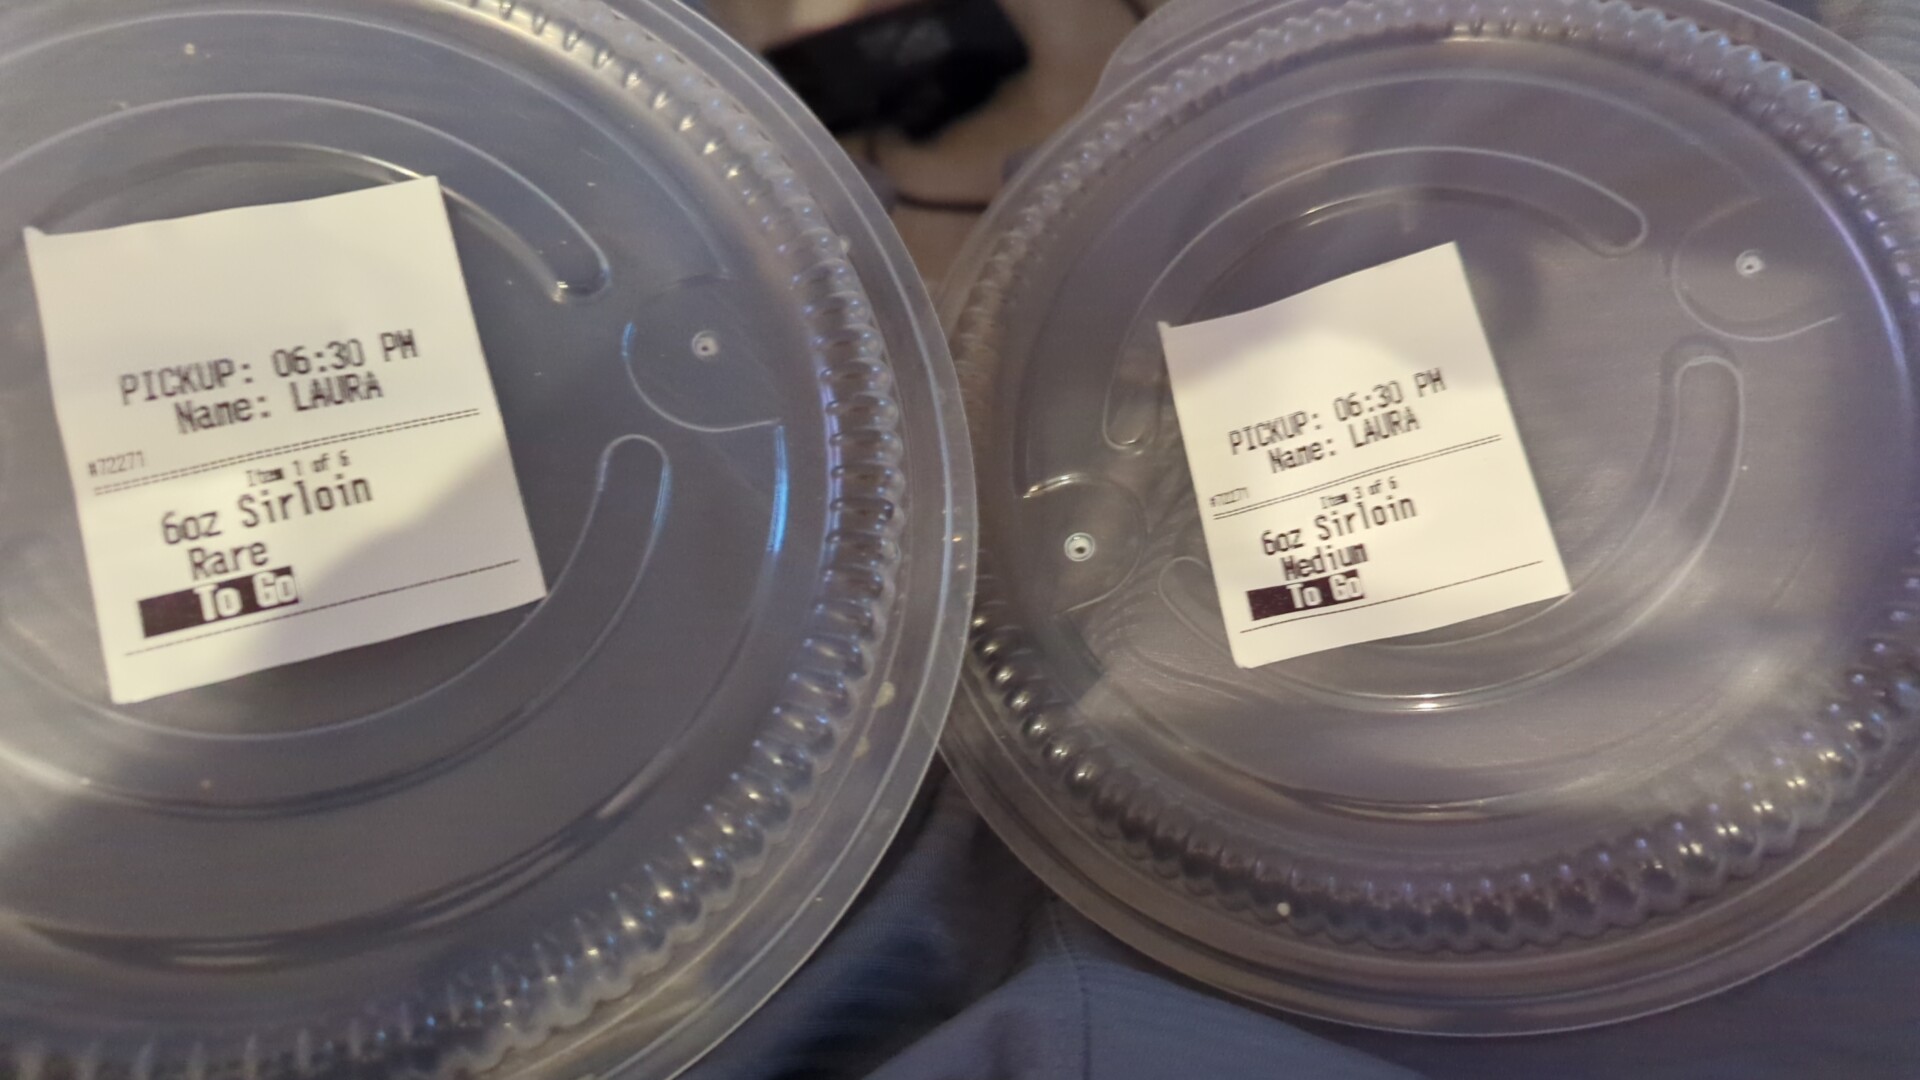 PICKUP: 06:30 PM
Name: LAURA
#72271
Item 1 of 6
6oz Sirloin
Rare
To Go
PICKUP: 06:30 PM
Name: LAURA
#72271
Item 3 of 6
6oz Sirloin
Medium
To Go